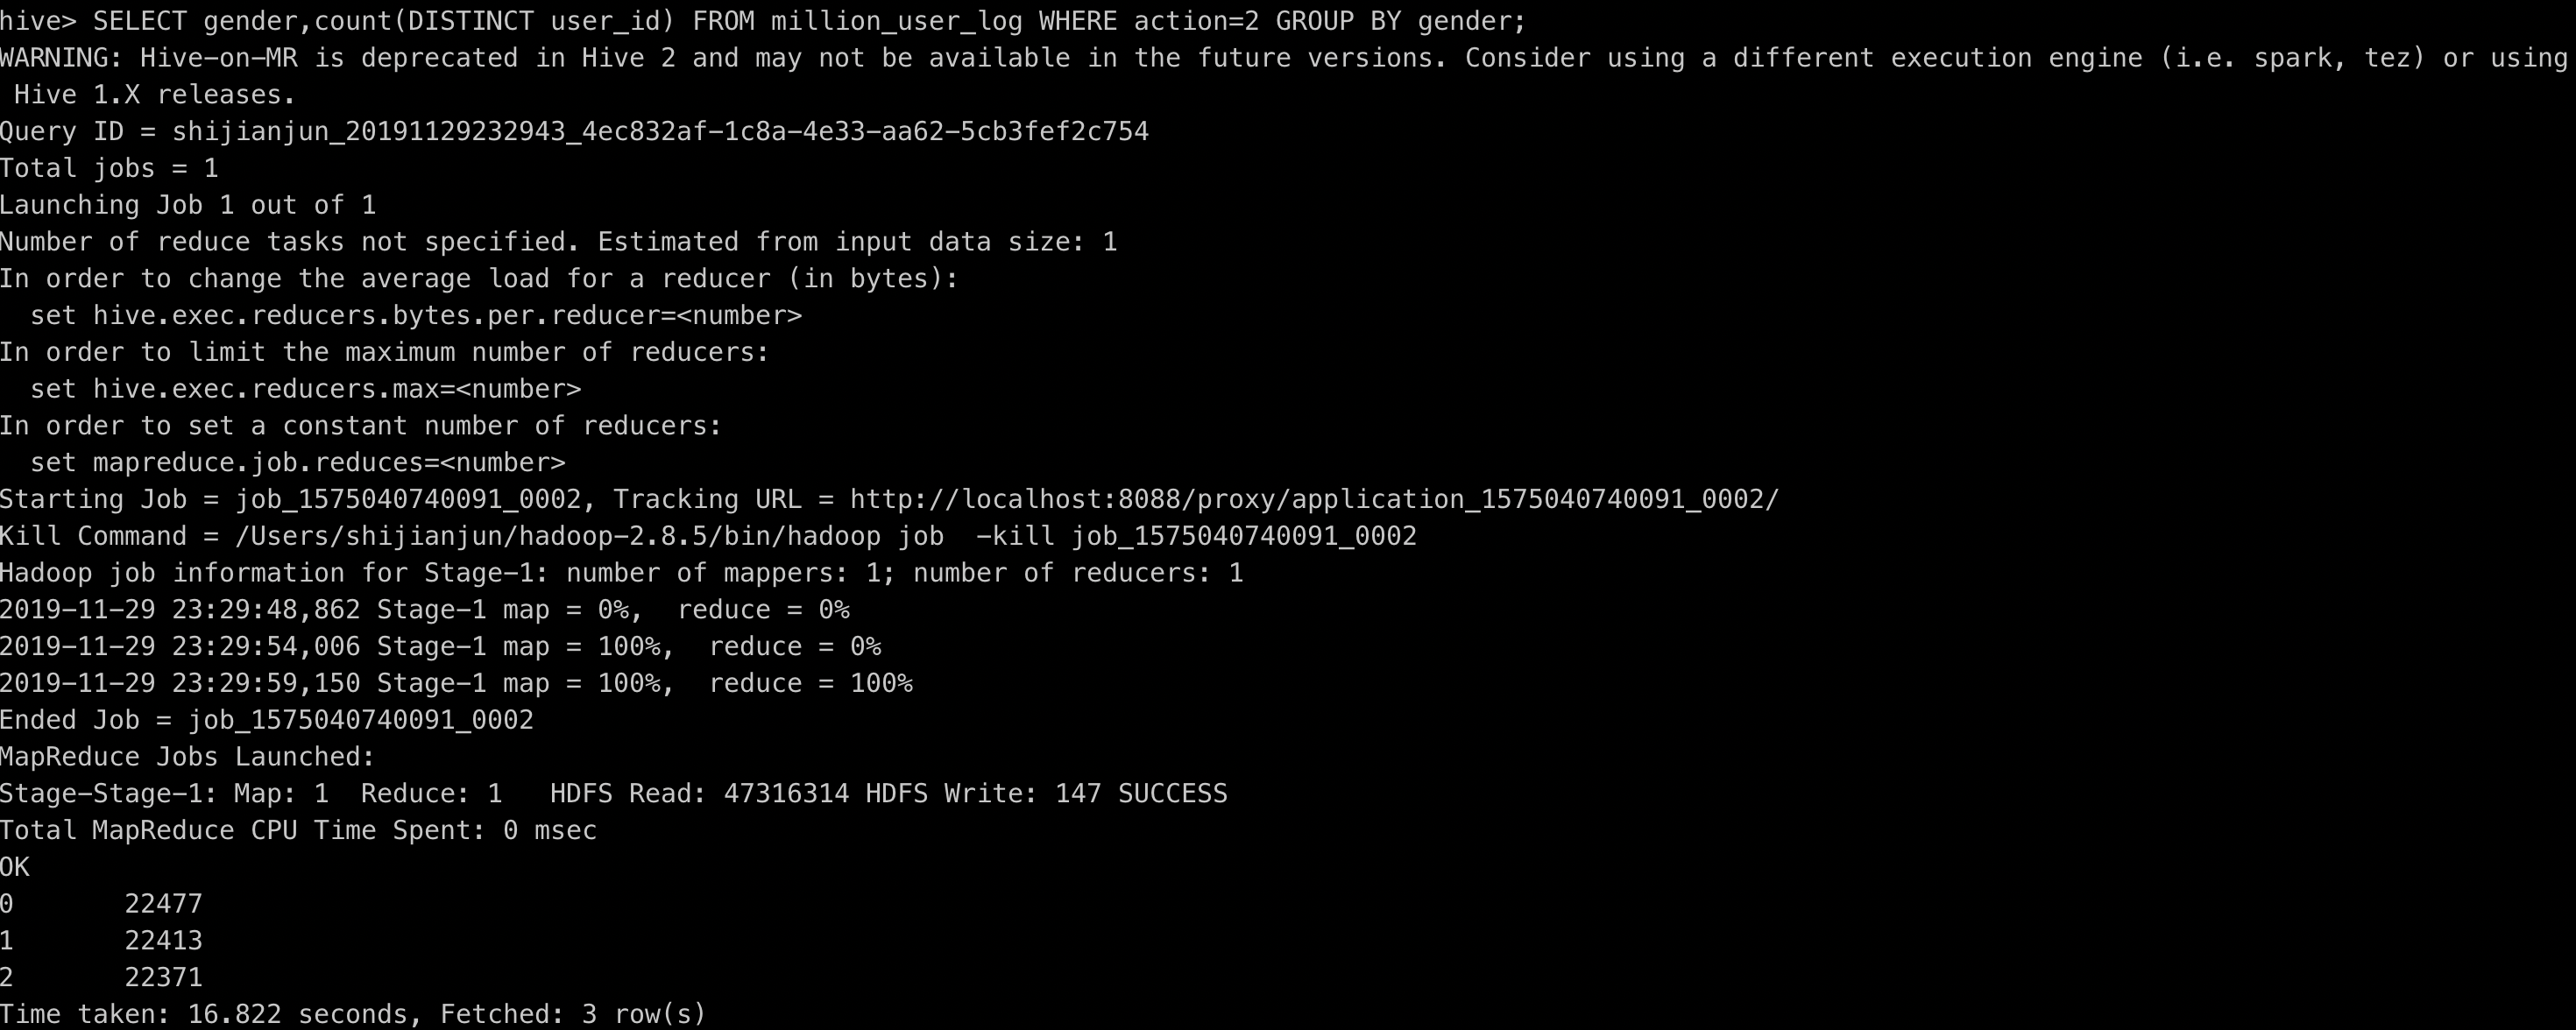 hive> SELECT gender,count(DISTINCT user_id) FROM million_user_log WHERE action=2 GROUP BY gender;
WARNING: Hive-on-MR is deprecated in Hive 2 and may not be available in the future versions. Consider using a different execution engine (i.e. spark, tez) or using
 Hive 1.X releases.
Query ID = shijianjun_20191129232943_4ec832af-1c8a-4e33-aa62-5cb3fef2c754
Total jobs = 1
Launching Job 1 out of 1
Number of reduce tasks not specified. Estimated from input data size: 1
In order to change the average load for a reducer (in bytes):
  set hive.exec.reducers.bytes.per.reducer=<number>
In order to limit the maximum number of reducers:
  set hive.exec.reducers.max=<number>
In order to set a constant number of reducers:
  set mapreduce.job.reduces=<number>
Starting Job = job_1575040740091_0002, Tracking URL = http://localhost:8088/proxy/application_1575040740091_0002/
Kill Command = /Users/shijianjun/hadoop-2.8.5/bin/hadoop job  -kill job_1575040740091_0002
Hadoop job information for Stage-1: number of mappers: 1; number of reducers: 1
2019-11-29 23:29:48,862 Stage-1 map = 0%,  reduce = 0%
2019-11-29 23:29:54,006 Stage-1 map = 100%,  reduce = 0%
2019-11-29 23:29:59,150 Stage-1 map = 100%,  reduce = 100%
Ended Job = job_1575040740091_0002
MapReduce Jobs Launched:
Stage-Stage-1: Map: 1  Reduce: 1   HDFS Read: 47316314 HDFS Write: 147 SUCCESS
Total MapReduce CPU Time Spent: 0 msec
OK
0       22477
1       22413
2       22371
Time taken: 16.822 seconds, Fetched: 3 row(s)